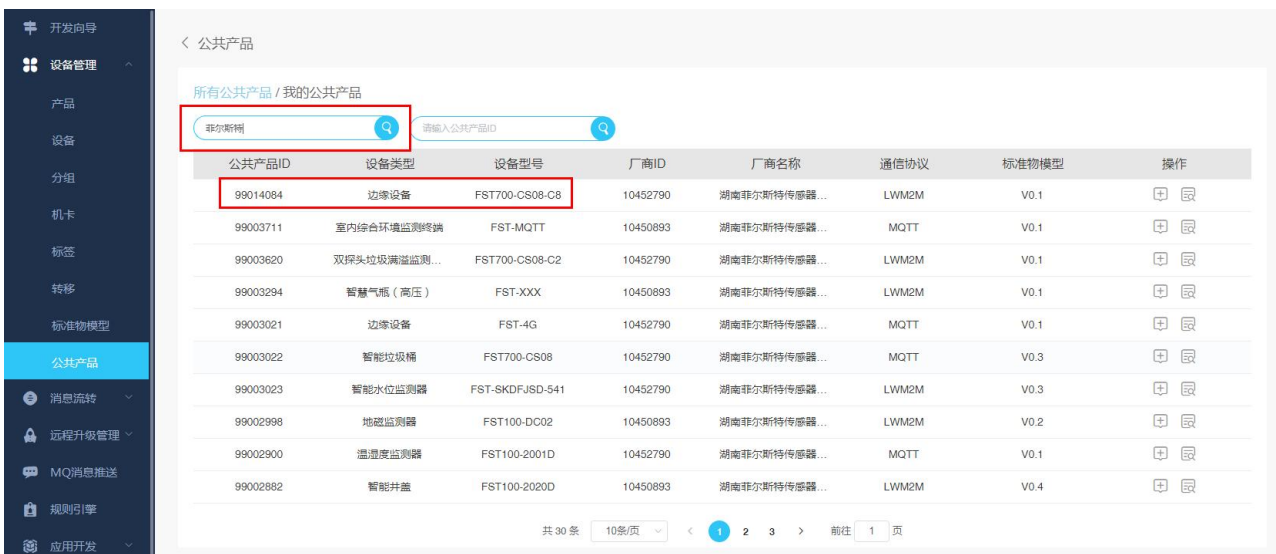 开发向导
设备管理
产品
设备
分组
机卡
标签
转移
标准物模型
公共产品
消息流转
远程升级管理
MQ消息推送
规则引擎
应用开发
公共产品
所有公共产品 / 我的公共产品
菲尔斯特 请输入公共产品ID
公共产品ID 设备类型 设备型号 厂商ID 厂商名称 通信协议 标准物模型 操作
99014084 边缘设备 FST700-CS08-C8 10452790 湖南菲尔斯特传感器... LWM2M V0.1
99003711 室内综合环境监测终端 FST-MQTT 10450893 湖南菲尔斯特传感器... MQTT V0.1
99003620 双探头垃圾满溢监测... FST700-CS08-C2 10452790 湖南菲尔斯特传感器... LWM2M V0.1
99003294 智慧气瓶（高压） FST-XXX 10450893 湖南菲尔斯特传感器... LWM2M V0.1
99003021 边缘设备 FST-4G 10452790 湖南菲尔斯特传感器... MQTT V0.1
99003022 智能垃圾桶 FST700-CS08 10452790 湖南菲尔斯特传感器... MQTT V0.3
99003023 智能水位监测器 FST-SKDFJSD-541 10452790 湖南菲尔斯特传感器... LWM2M V0.3
99002998 地磁监测器 FST100-DC02 10450893 湖南菲尔斯特传感器... LWM2M V0.2
99002900 温湿度监测器 FST100-2001D 10452790 湖南菲尔斯特传感器... MQTT V0.1
99002882 智能井盖 FST100-2020D 10450893 湖南菲尔斯特传感器... LWM2M V0.4
共 30 条 10条/页 1 2 3 前往 1 页